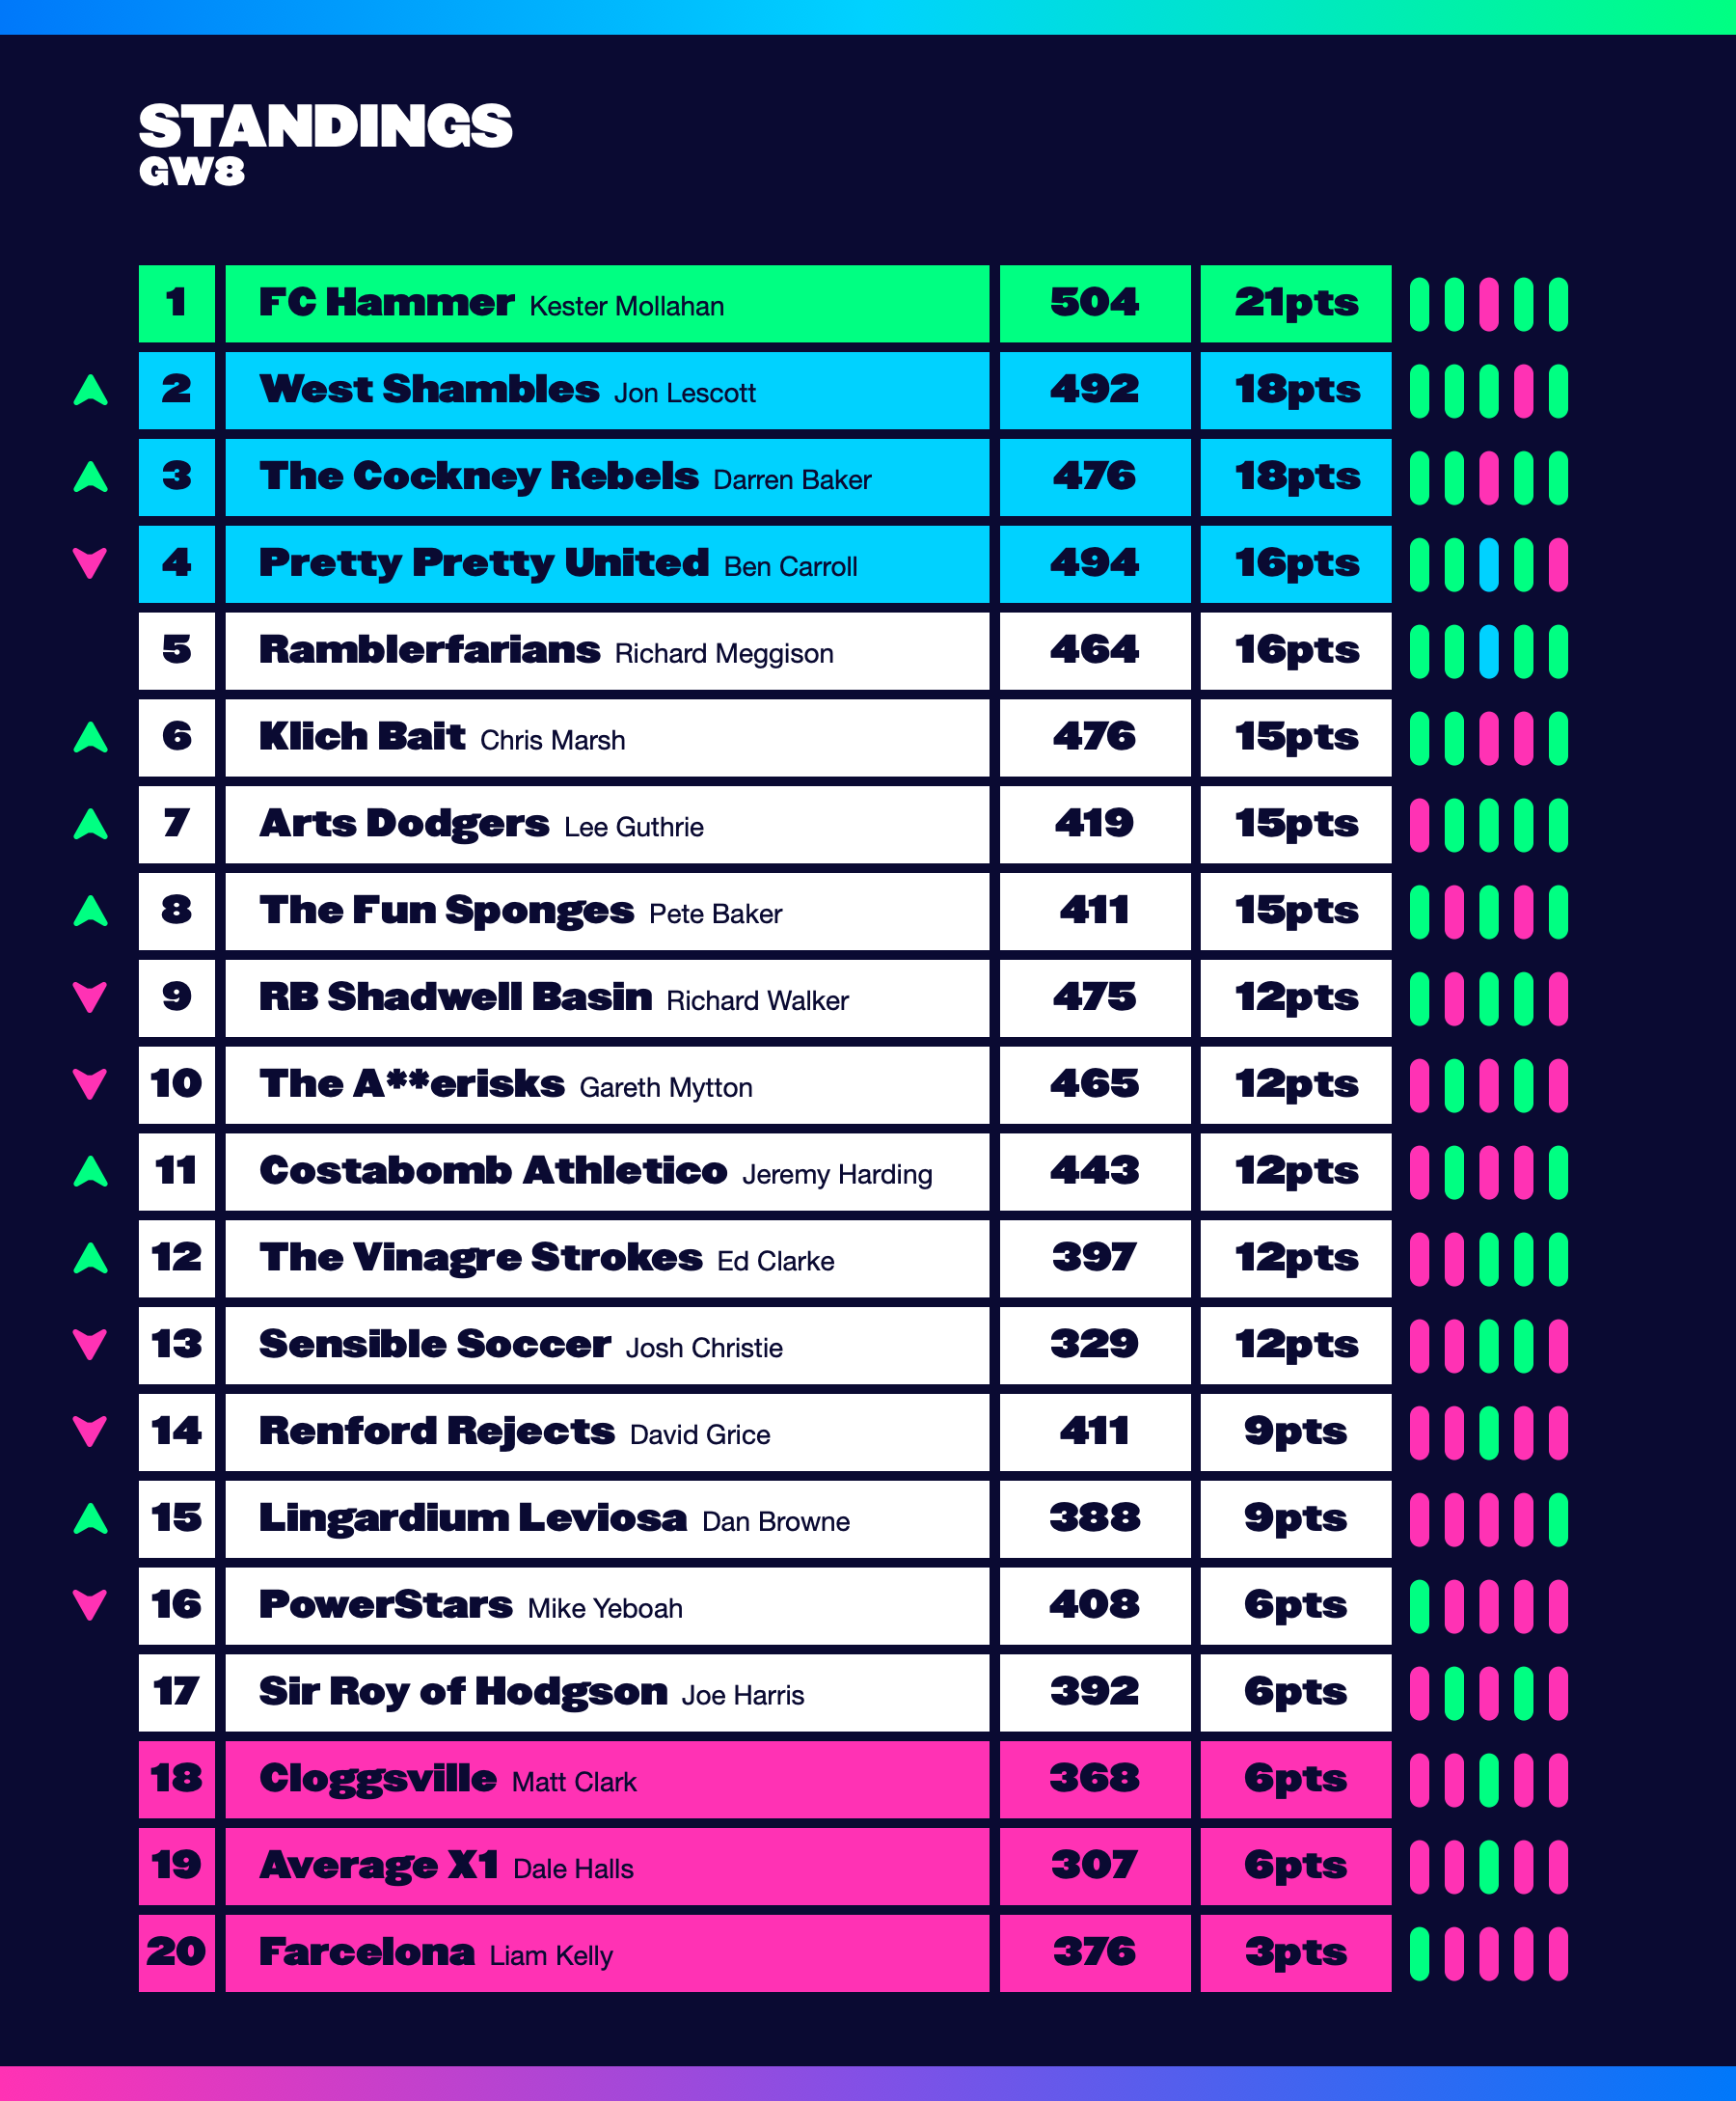 STANDINGS
GW8
1 FC Hammer Kester Mollahan 504 21pts
2 West Shambles Jon Lescott 492 18pts
3 The Cockney Rebels Darren Baker 476 18pts
4 Pretty Pretty United Ben Carroll 494 16pts
5 Ramblerfarians Richard Meggison 464 16pts
6 Klich Bait Chris Marsh 476 15pts
7 Arts Dodgers Lee Guthrie 419 15pts
8 The Fun Sponges Pete Baker 411 15pts
9 RB Shadwell Basin Richard Walker 475 12pts
10 The A**erisks Gareth Mytton 465 12pts
11 Costabomb Athletico Jeremy Harding 443 12pts
12 The Vinagre Strokes Ed Clarke 397 12pts
13 Sensible Soccer Josh Christie 329 12pts
14 Renford Rejects David Grice 411 9pts
15 Lingardium Leviosa Dan Browne 388 9pts
16 PowerStars Mike Yeboah 408 6pts
17 Sir Roy of Hodgson Joe Harris 392 6pts
18 Cloggsville Matt Clark 368 6pts
19 Average X1 Dale Halls 307 6pts
20 Farcelona Liam Kelly 376 3pts